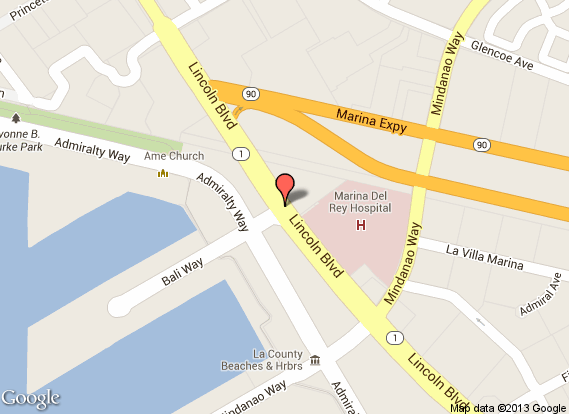 Princet
Glencoe Ave
Mindanao Way
Lincoln Blvd
90
Marina Expy
90
vonne B.
urke Park
Admiralty Way
Ame Church
1
Admiralty Way
Marina Del
Rey Hospital
H
Lincoln Blvd
Mindanao Way
La Villa Marina
Bali Way
Admiral Ave
1
La County
Beaches & Hrbrs
Lincoln Blv
Mindanao Way
Admira
Fi
Google
Map data ©2013 Google